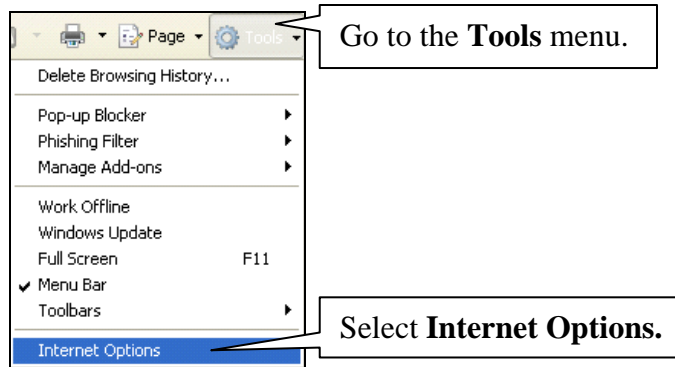 Page Tools
Go to the Tools menu.
Delete Browsing History...
Pop-up Blocker
Phishing Filter
Manage Add-ons
Work Offline
Windows Update
Full Screen F11
Menu Bar
Toolbars
Internet Options
Select Internet Options.